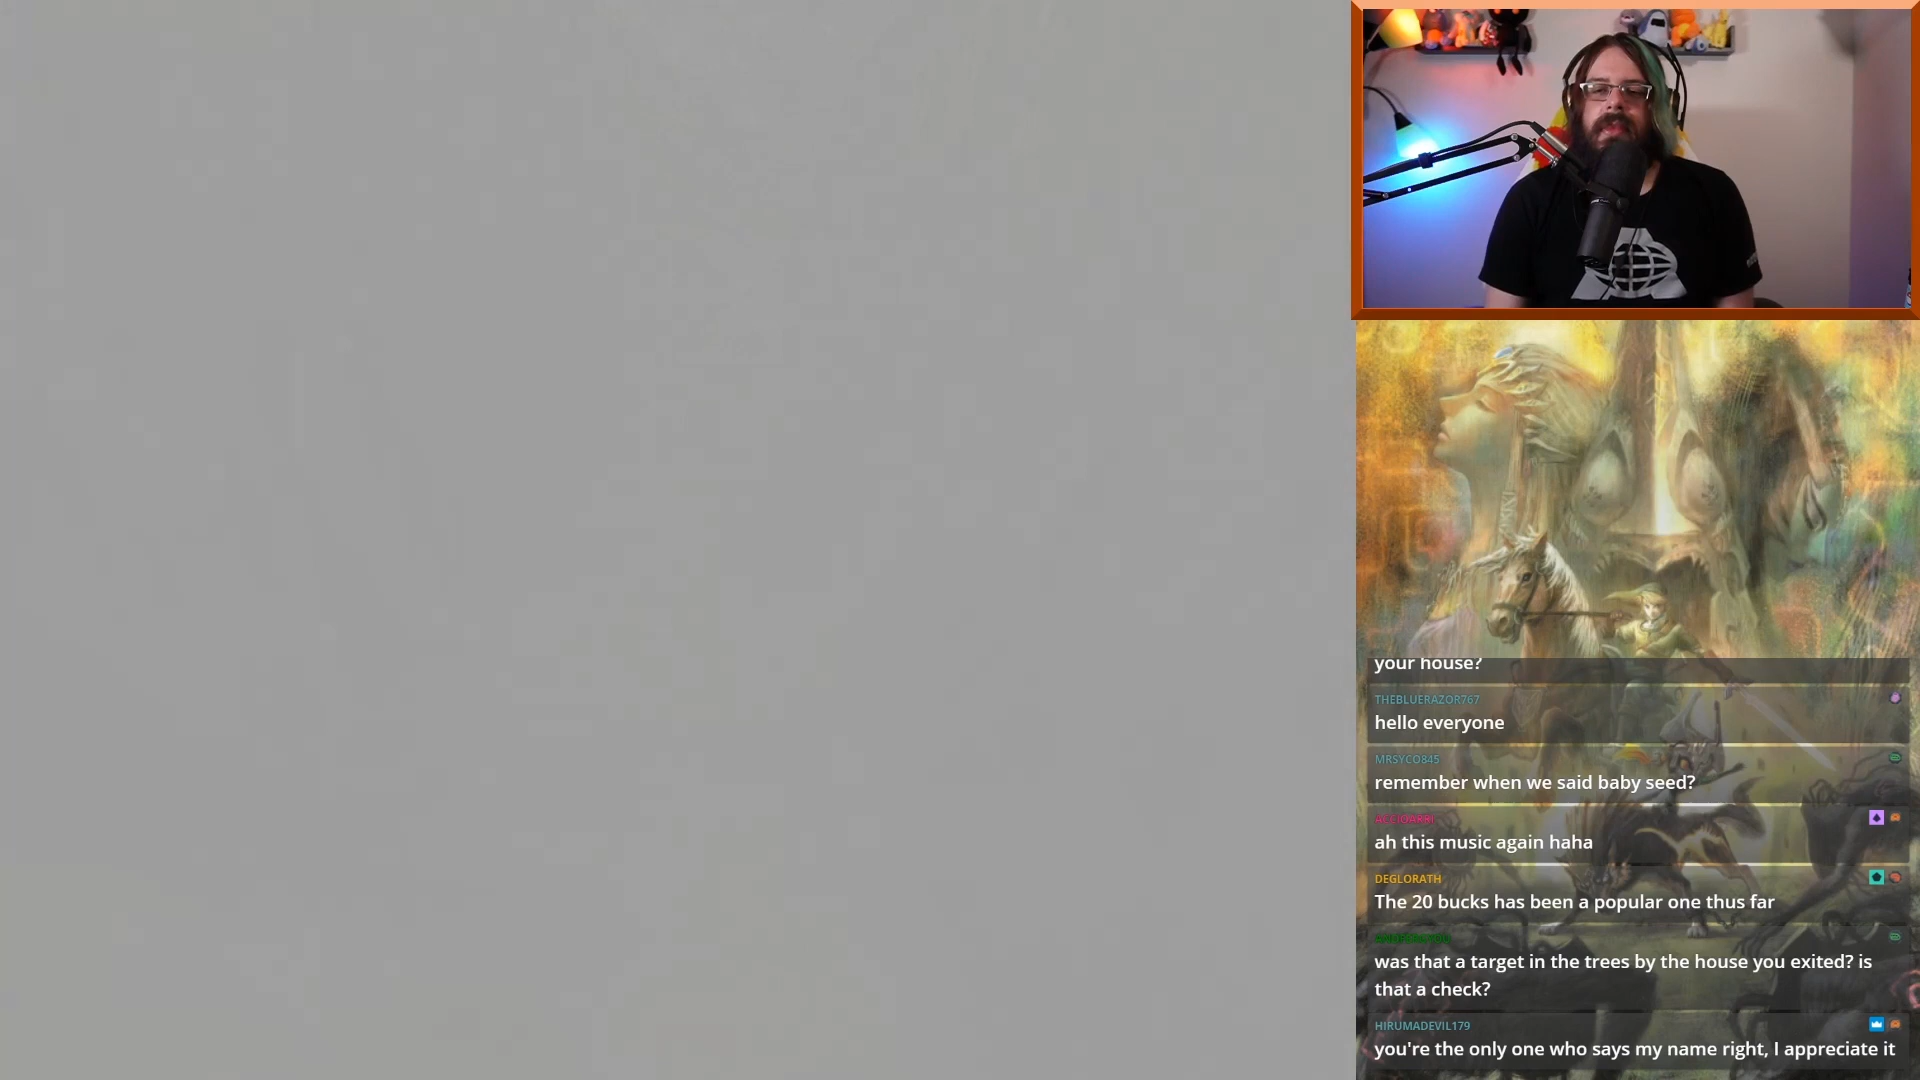 your house?
THEBLUERAZOR767
hello everyone
MRSYCO845
remember when we said baby seed?
ACCIOARRI
ah this music again haha
DEGLORATH
The 20 bucks has been a popular one thus far
was that a target in the trees by the house you exited? is
that a check?
HIRUMADEVIL179
you're the only one who says my name right, I appreciate it